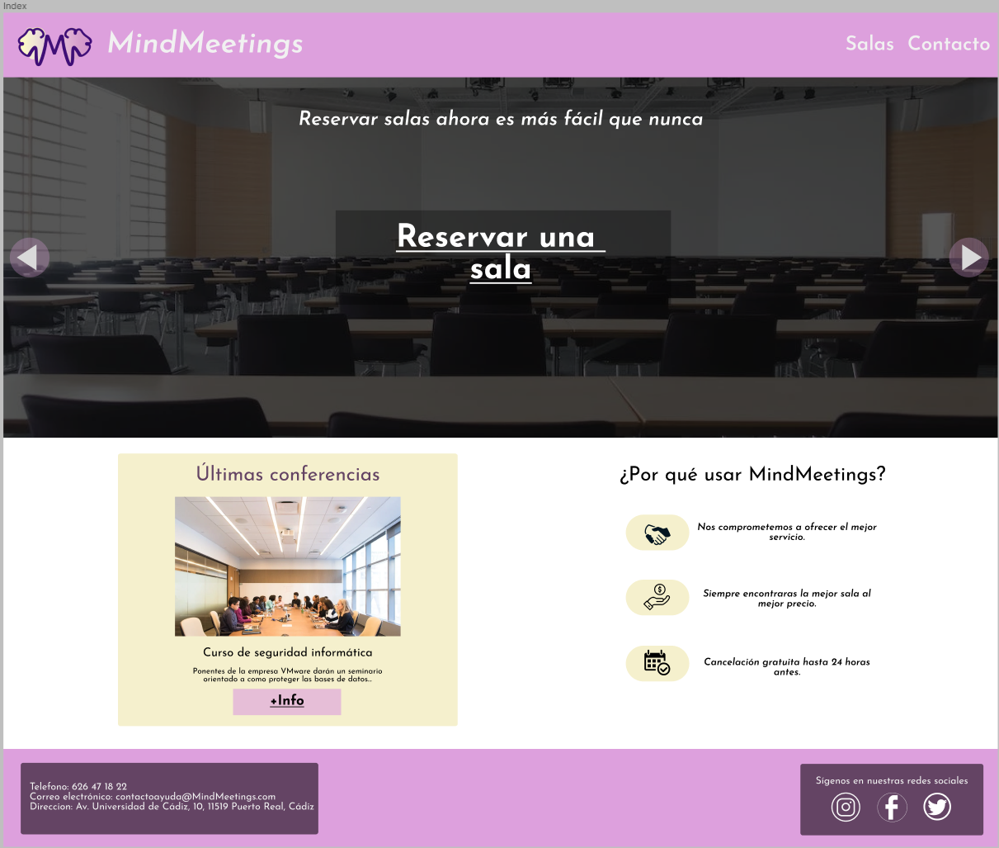 Index
MindMeetings
Salas Contacto
Reservar salas ahora es más fácil que nunca
Reservar una
sala
Últimas conferencias
Curso de seguridad informática
Ponentes de la empresa VMware darán un seminario
orientado a como proteger las bases de datos...
+Info
¿Por qué usar MindMeetings?
Nos comprometemos a ofrecer el mejor
servicio.
Siempre encontraras la mejor sala al
mejor precio.
Cancelación gratuita hasta 24 horas
antes.
Telefono: 626 47 18 22
Correo electrónico: contactoayuda@MindMeetings.com
Direccion: Av. Universidad de Cádiz, 10, 11519 Puerto Real, Cádiz
Sigenos en nuestras redes sociales